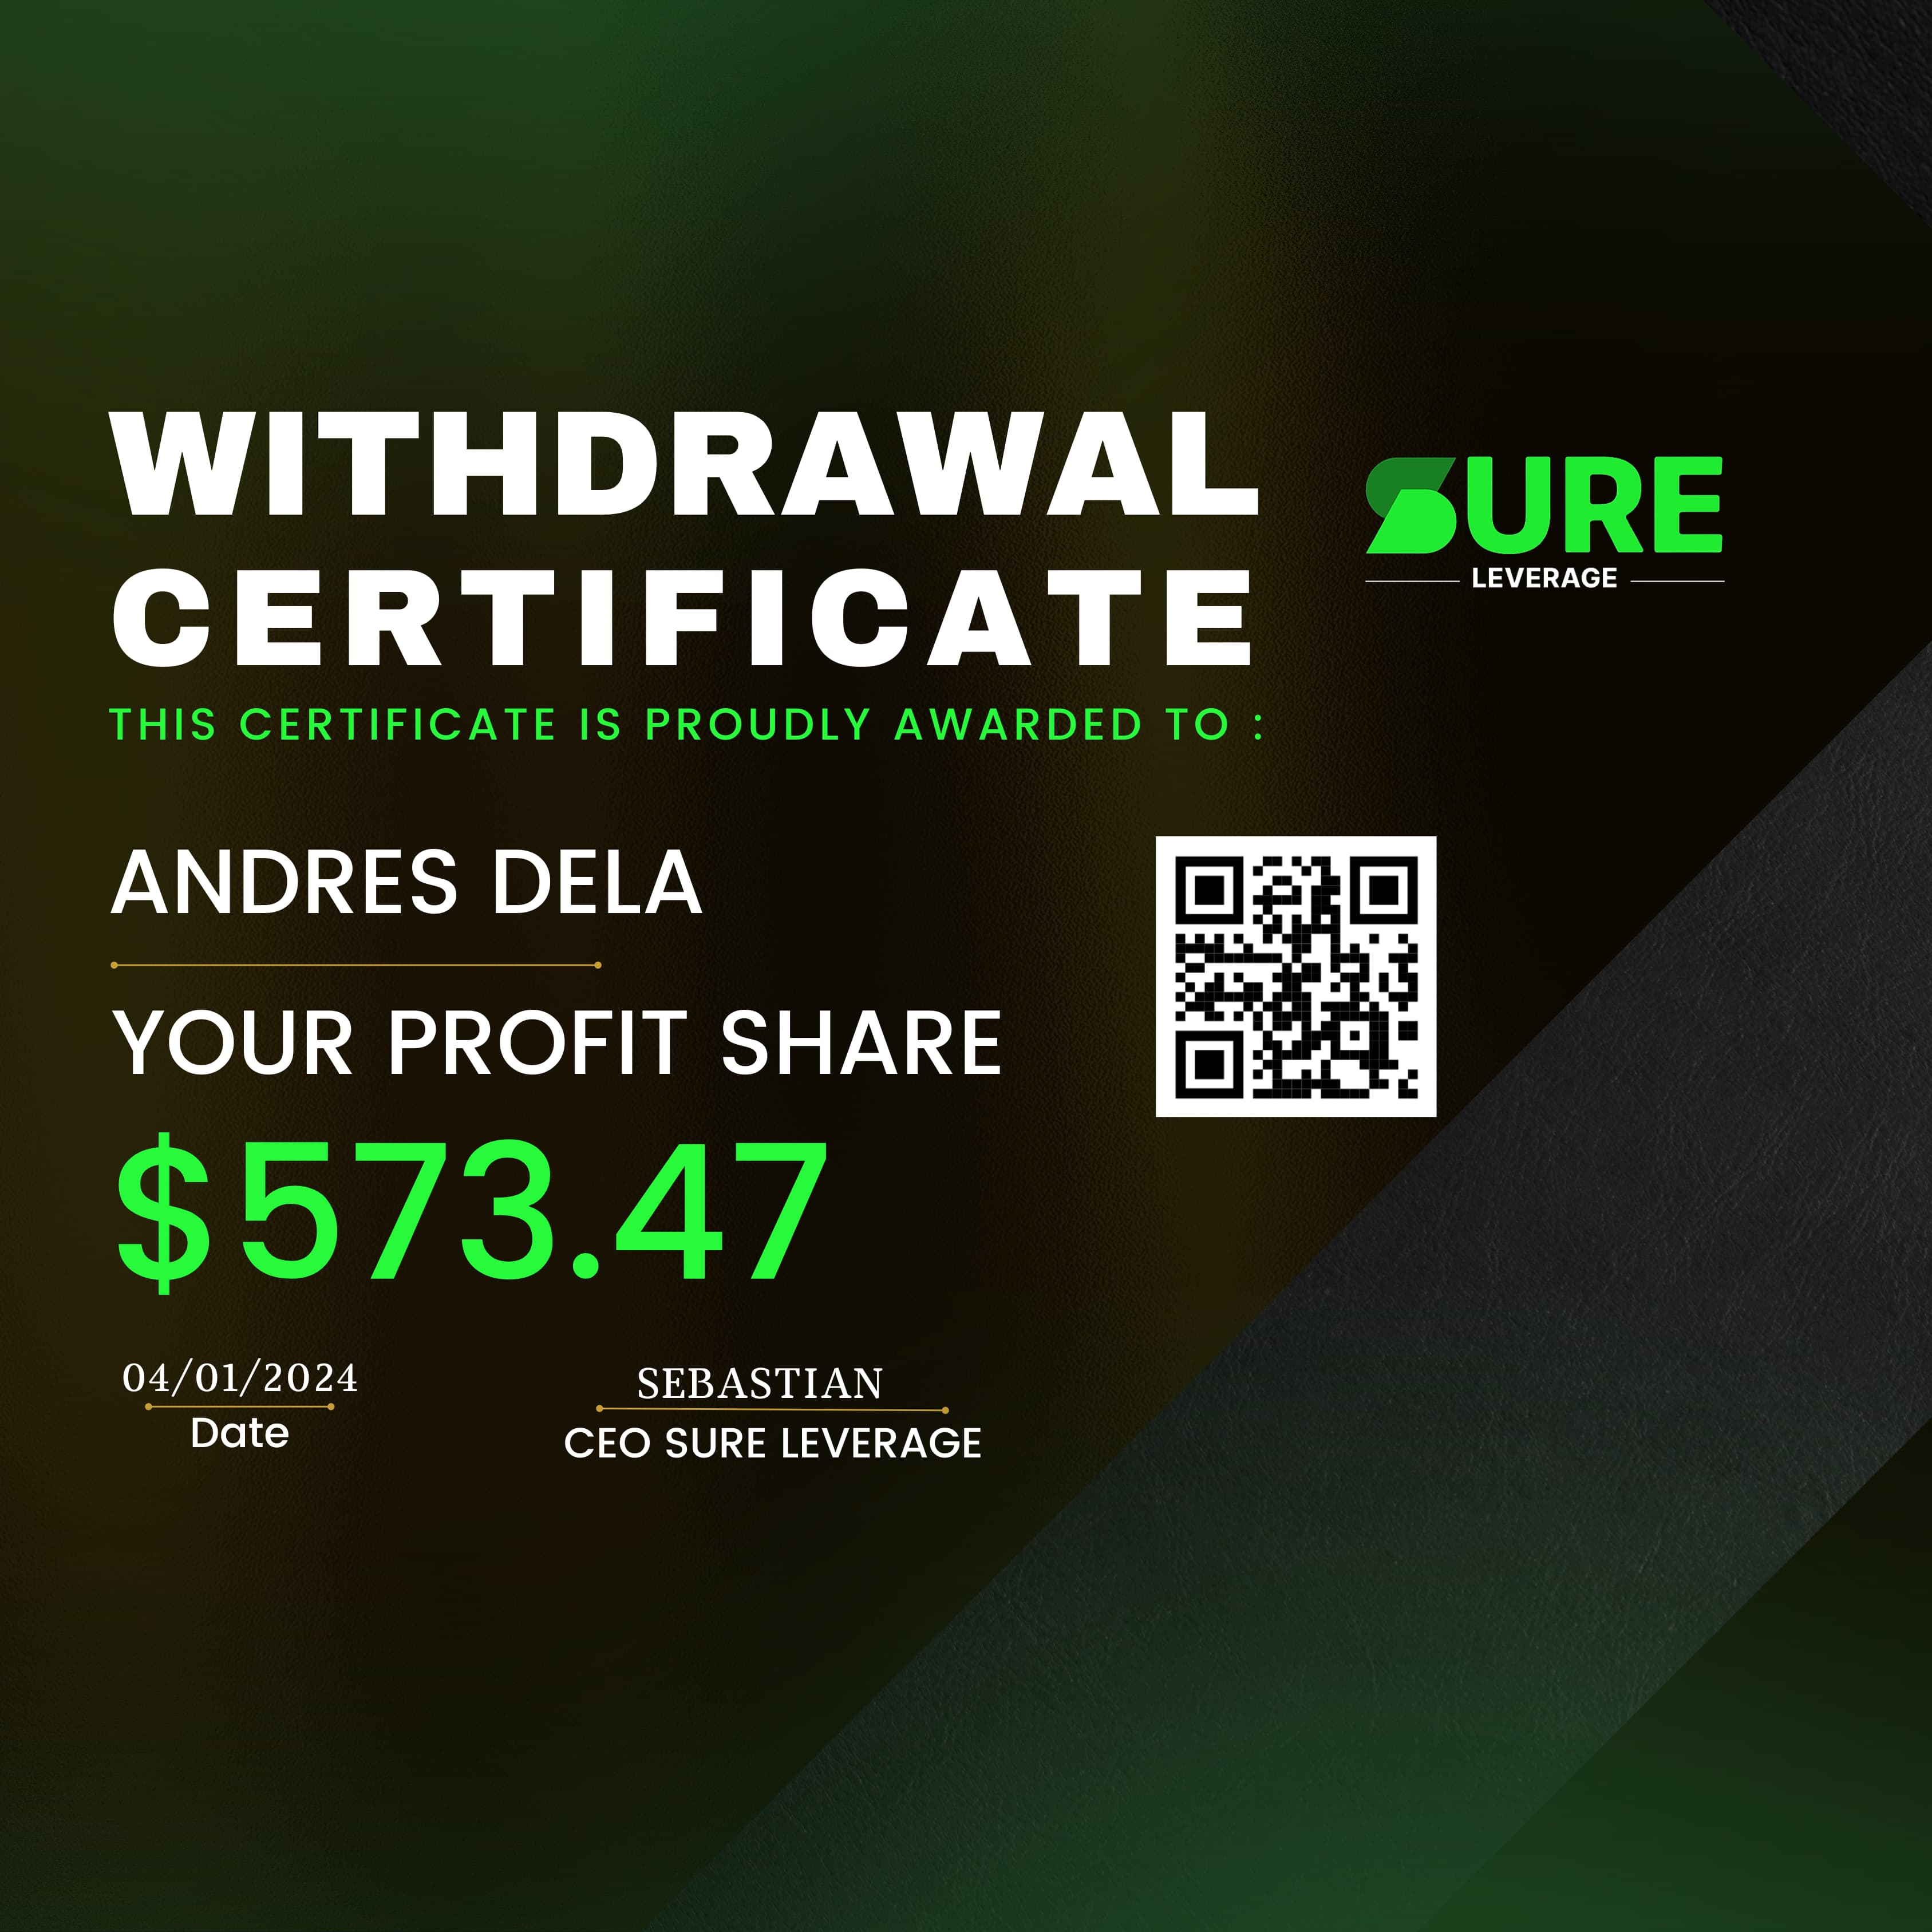 WITHDRAWAL
CERTIFICATE
SURE
LEVERAGE
THIS CERTIFICATE IS PROUDLY AWARDED TO :
ANDRES DELA
YOUR PROFIT SHARE
$573.47
04/01/2024
Date
SEBASTIAN
CEO SURE LEVERAGE